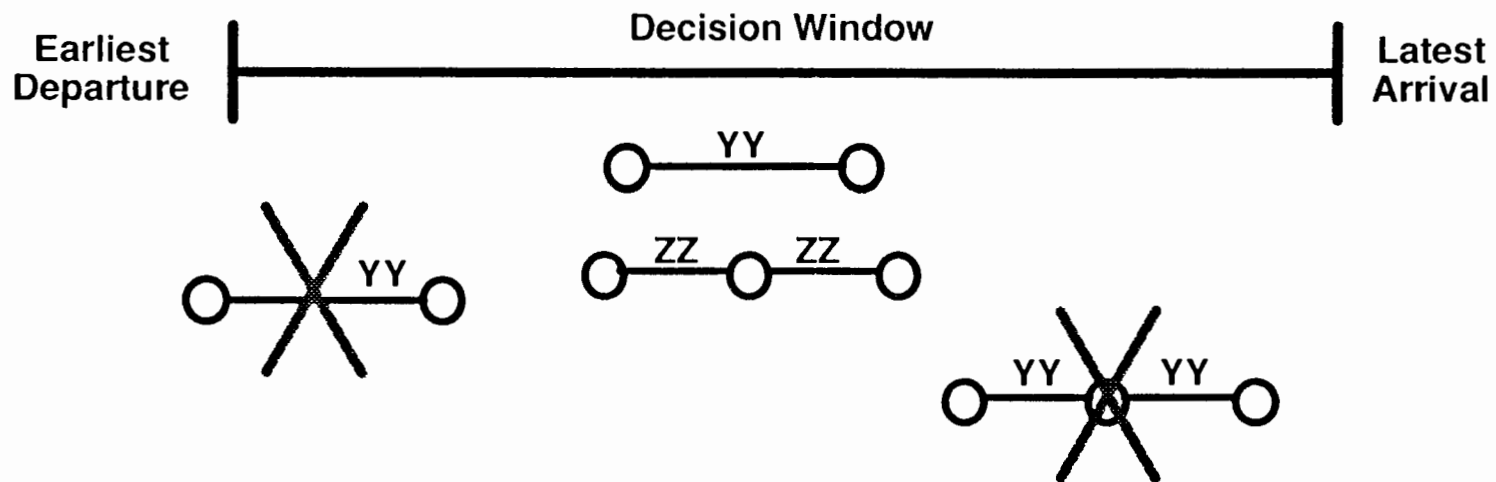 Earliest
Departure
Decision Window
Latest
Arrival
YY
ZZ ZZ
YY
YY YY